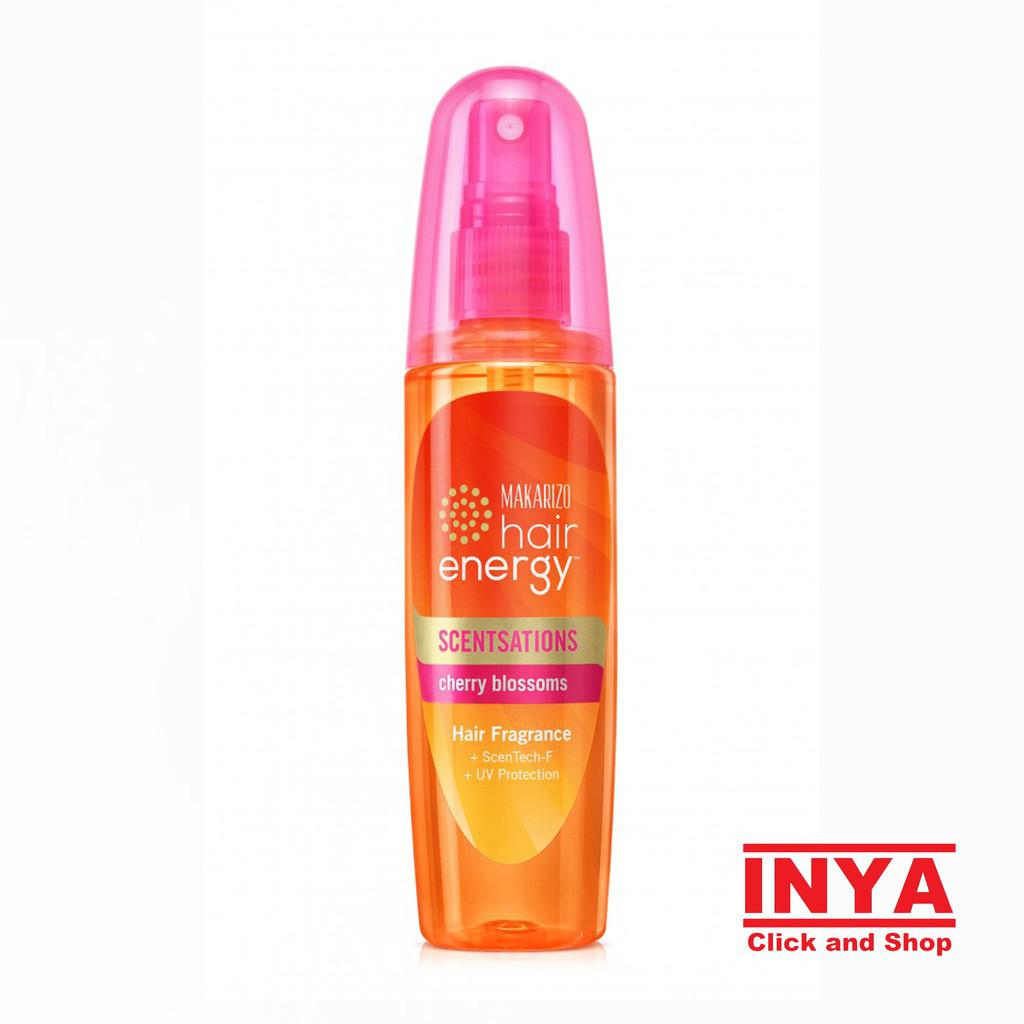 MAKARIZO
hair
energy™
SCENTSATIONS
cherry blossoms
Hair Fragrance
+ ScenTech-F
+ UV Protection
INYA
Click and Shop